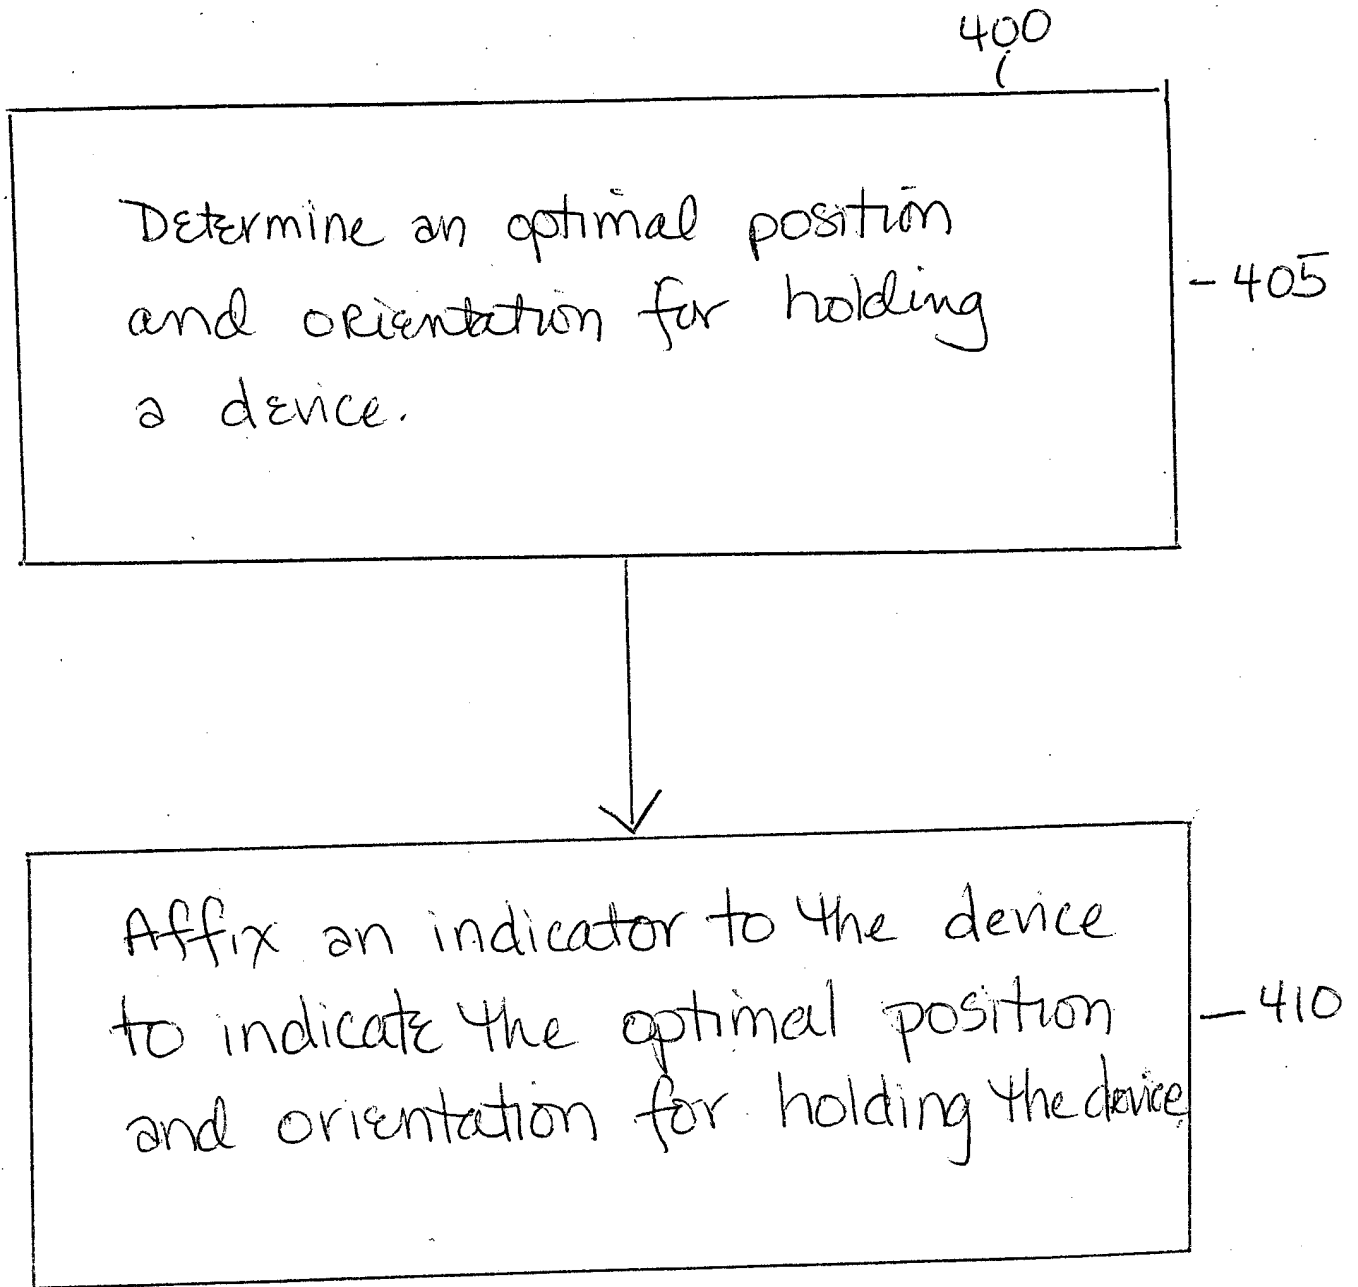 400
Determine an optimal position
and orientation for holding
a device.
- 405
Affix an indicator to the device
to indicate the optimal position
and orientation for holding the device
- 410